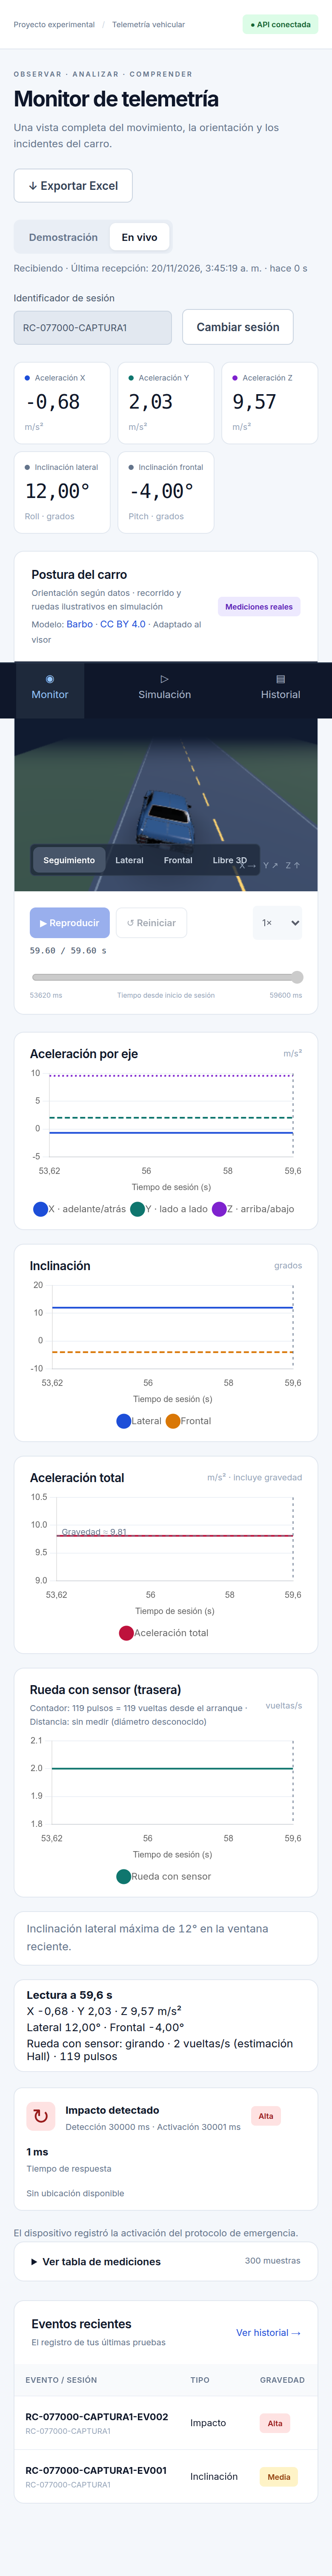 Proyecto experimental / Telemetría vehicular
● API conectada
OBSERVAR · ANALIZAR · COMPRENDER
Monitor de telemetría
Una vista completa del movimiento, la orientación y los
incidentes del carro.
↓ Exportar Excel
Demostración En vivo
Recibiendo · Última recepción: 20/11/2026, 3:45:19 a. m. · hace 0 s
Identificador de sesión
RC-077000-CAPTURA1
Cambiar sesión
Aceleración X
-0,68
m/s²
Aceleración Y
2,03
m/s²
Aceleración Z
9,57
m/s²
Inclinación lateral
12,00°
Roll · grados
Inclinación frontal
-4,00°
Pitch · grados
Postura del carro
Orientación según datos · recorrido y
ruedas ilustrativos en simulación
Modelo: Barbo · CC BY 4.0 · Adaptado al
visor
Mediciones reales
Monitor
Simulación
Historial
Seguimiento Lateral Frontal Libre 3D
X → Y ↗ Z ↑
▶ Reproducir
↺ Reiniciar
1×
59.60 / 59.60 s
53620 ms
Tiempo desde inicio de sesión
59600 ms
Aceleración por eje
m/s²
10
5
0
-5
53,62 56 58 59,6
Tiempo de sesión (s)
X · adelante/atrás Y · lado a lado Z · arriba/abajo
Inclinación
grados
20
10
0
-10
53,62 56 58 59,6
Tiempo de sesión (s)
Lateral Frontal
Aceleración total
m/s² · incluye gravedad
10.5
10.0
Gravedad ≈ 9.81
9.5
9.0
53,62 56 58 59,6
Tiempo de sesión (s)
Aceleración total
Rueda con sensor (trasera)
Contador: 119 pulsos = 119 vueltas desde el arranque ·
Distancia: sin medir (diámetro desconocido)
vueltas/s
2.1
2.0
1.9
1.8
53,62 56 58 59,6
Tiempo de sesión (s)
Rueda con sensor
Inclinación lateral máxima de 12° en la ventana
reciente.
Lectura a 59,6 s
X -0,68 · Y 2,03 · Z 9,57 m/s²
Lateral 12,00° · Frontal -4,00°
Rueda con sensor: girando · 2 vueltas/s (estimación
Hall) · 119 pulsos
↻
Impacto detectado
Detección 30000 ms · Activación 30001 ms
Alta
1 ms
Tiempo de respuesta
Sin ubicación disponible
El dispositivo registró la activación del protocolo de emergencia.
▶ Ver tabla de mediciones
300 muestras
Eventos recientes
El registro de tus últimas pruebas
Ver historial →
EVENTO / SESIÓN TIPO GRAVEDAD
RC-077000-CAPTURA1-EV002
RC-077000-CAPTURA1
Impacto
Alta
RC-077000-CAPTURA1-EV001
RC-077000-CAPTURA1
Inclinación
Media